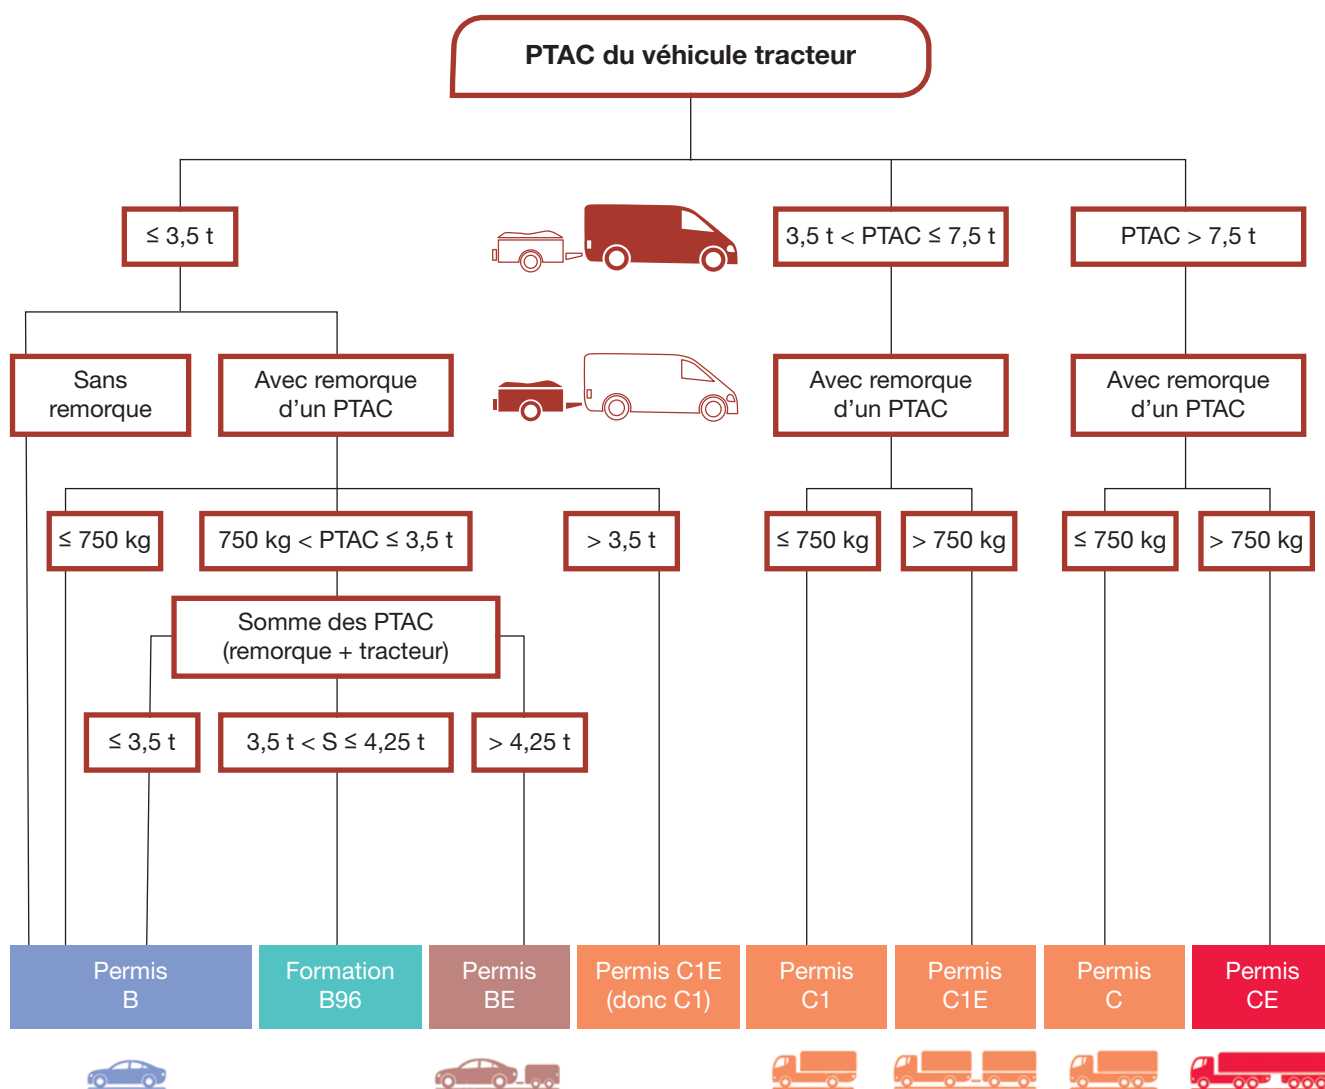 PTAC du véhicule tracteur
≤ 3,5 t
3,5 t < PTAC ≤ 7,5 t
PTAC > 7,5 t
Sans
remorque
Avec remorque
d’un PTAC
Avec remorque
d’un PTAC
Avec remorque
d’un PTAC
≤ 750 kg
750 kg < PTAC ≤ 3,5 t
> 3,5 t
≤ 750 kg
> 750 kg
≤ 750 kg
> 750 kg
Somme des PTAC
(remorque + tracteur)
≤ 3,5 t
3,5 t < S ≤ 4,25 t
> 4,25 t
Permis
B
Formation
B96
Permis
BE
Permis C1E
(donc C1)
Permis
C1
Permis
C1E
Permis
C
Permis
CE